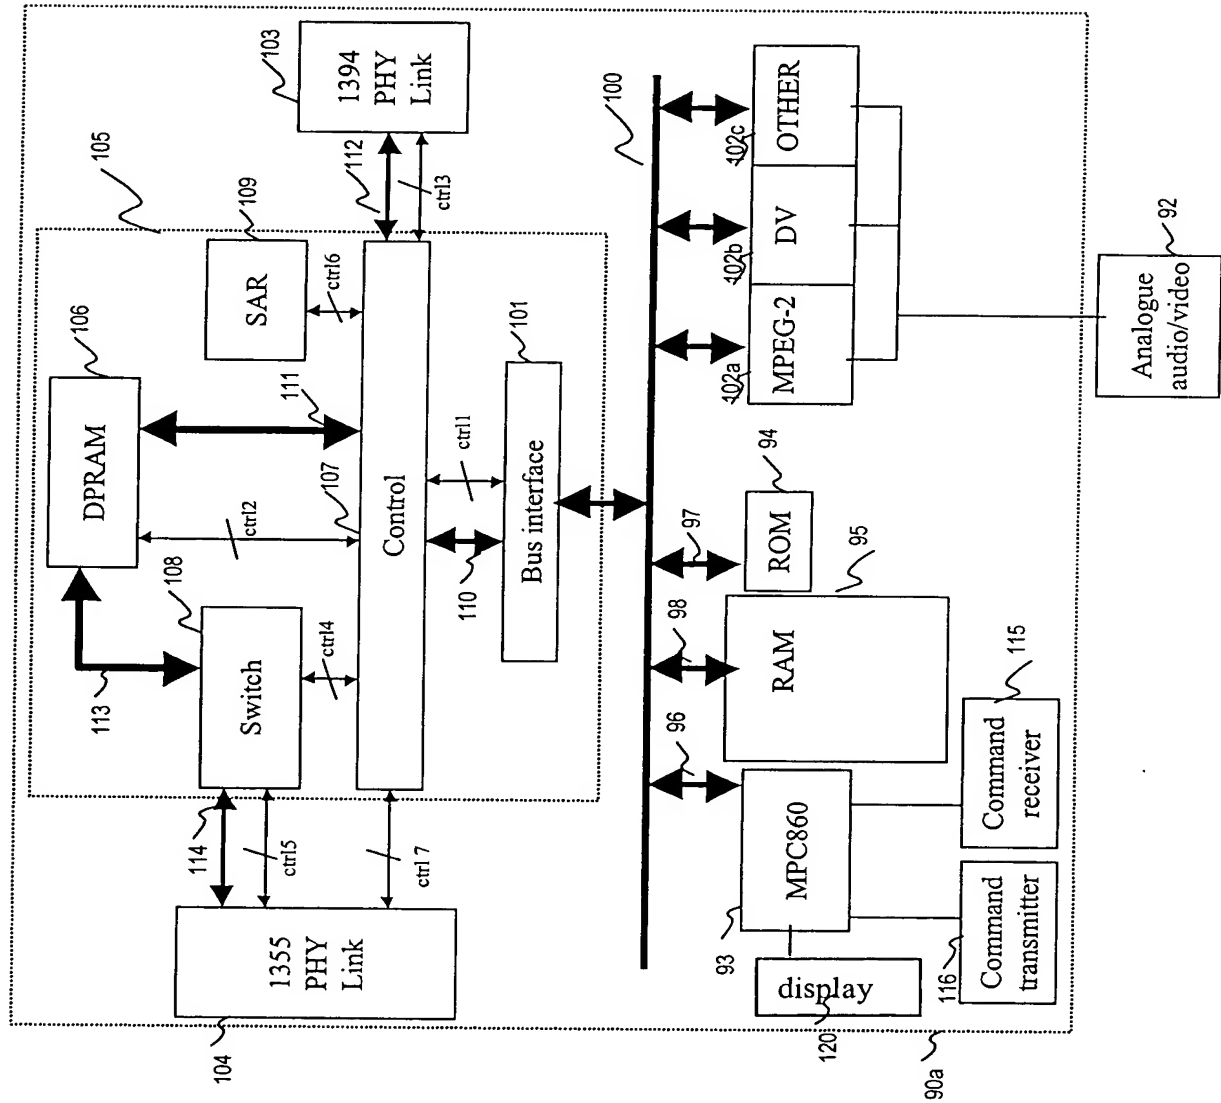 103
1394
PHY
Link
105
109
SAR
112
ctrl3
ctrl6
106
DPRAM
111
107
ctrl2
Control
ctrl1
101
Bus interface
110
108
Switch
113
ctrl4
114
ctrl5
ctrl 7
1355
PHY
Link
104
100
102c
OTHER
102b
DV
102a
MPEG-2
92
Analogue
audio/video
94
ROM
97
95
RAM
98
96
MPC860
93
115
Command
receiver
116
Command
transmitter
display
120
90a